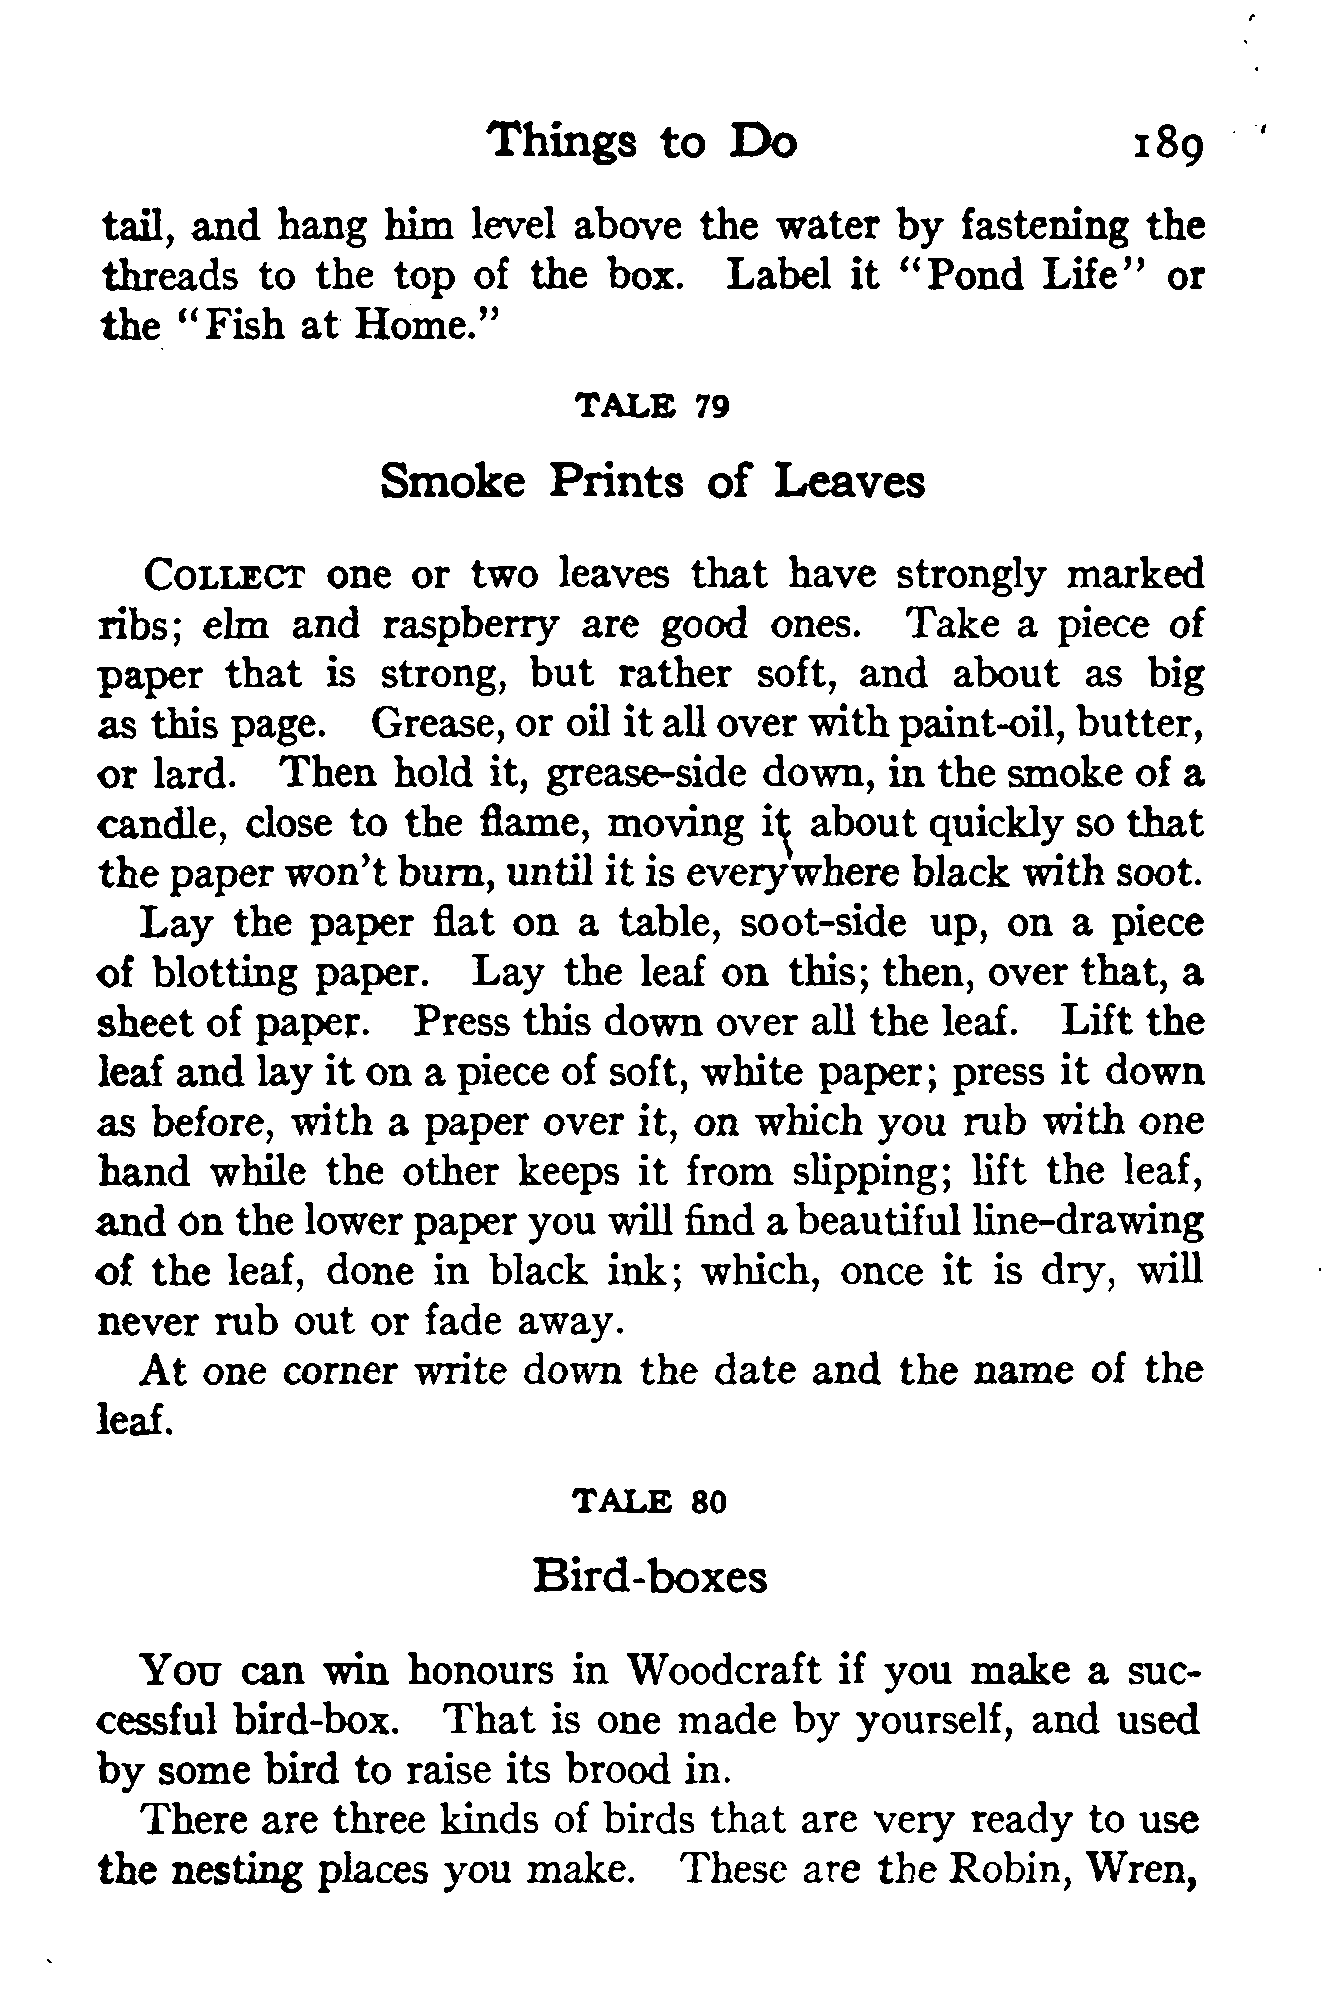 Things to Do 189
tail, and hang him level above the water by fastening the
threads to the top of the box. Label it "Pond Life" or
the "Fish at Home."
TALE 79
Smoke Prints of Leaves
COLLECT one or two leaves that have strongly marked
ribs; elm and raspberry are good ones. Take a piece of
paper that is strong, but rather soft, and about as big
as this page. Grease, or oil it all over with paint-oil, butter,
or lard. Then hold it, grease-side down, in the smoke of a
candle, close to the flame, moving it about quickly so that
the paper won't burn, until it is everywhere black with soot.
Lay the paper flat on a table, soot-side up, on a piece
of blotting paper. Lay the leaf on this; then, over that, a
sheet of paper. Press this down over all the leaf. Lift the
leaf and lay it on a piece of soft, white paper; press it down
as before, with a paper over it, on which you rub with one
hand while the other keeps it from slipping; lift the leaf,
and on the lower paper you will find a beautiful line-drawing
of the leaf, done in black ink; which, once it is dry, will
never rub out or fade away.
At one corner write down the date and the name of the
leaf.
TALE 80
Bird-boxes
YOU can win honours in Woodcraft if you make a suc-
cessful bird-box. That is one made by yourself, and used
by some bird to raise its brood in.
There are three kinds of birds that are very ready to use
the nesting places you make. These are the Robin, Wren,